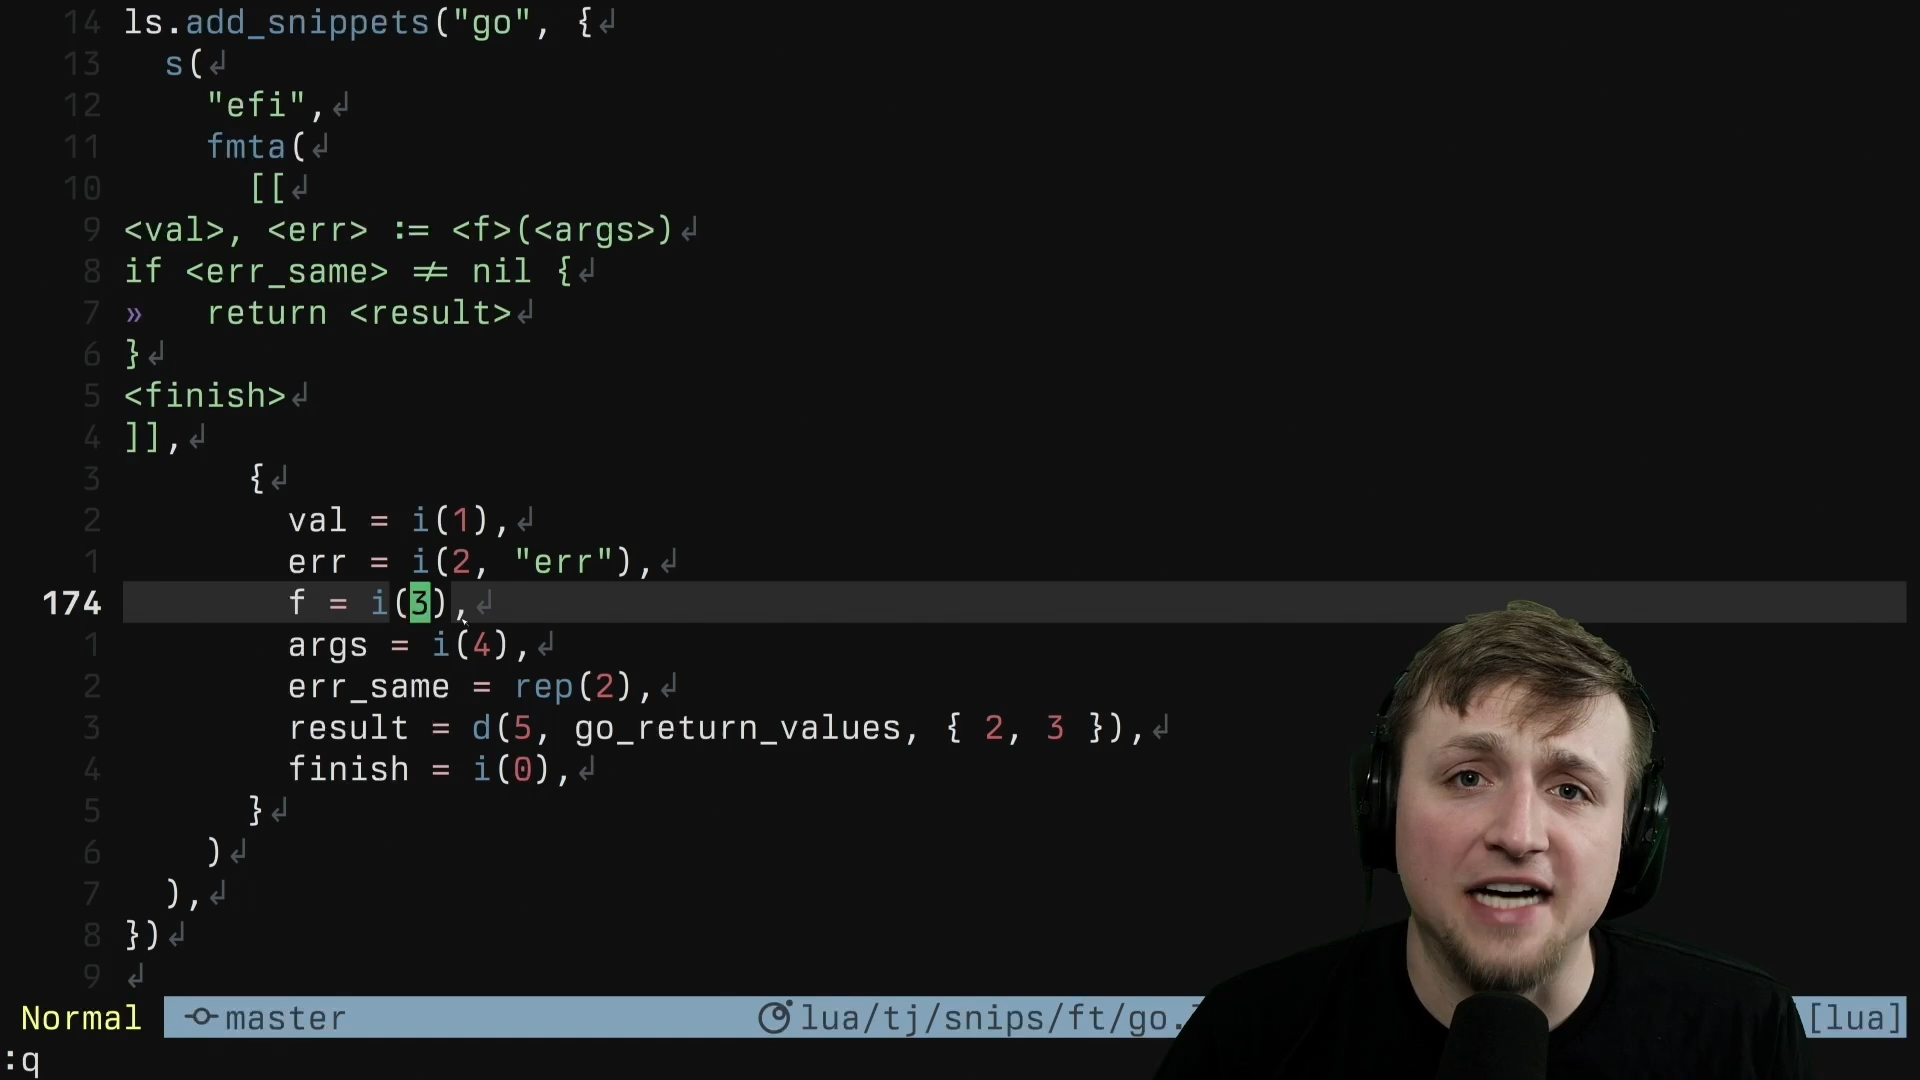 14 ls.add_snippets("go", {↲
13 s(↲
12 "efi",↲
11 fmta(↲
10 [[↲
9 <val>, <err> := <f>(<args>)↲
8 if <err_same> != nil {↲
7 » return <result>↲
6 }↲
5 <finish>↲
4 ]],↲
3 {↲
2 val = i(1),↲
1 err = i(2, "err"),↲
174 f = i(3),↲
1 args = i(4),↲
2 err_same = rep(2),↲
3 result = d(5, go_return_values, { 2, 3 }),↲
4 finish = i(0),↲
5 }↲
6 )↲
7 ),↲
8 })↲
9 ↲
Normal master lua/tj/snips/ft/go. [lua]
:q